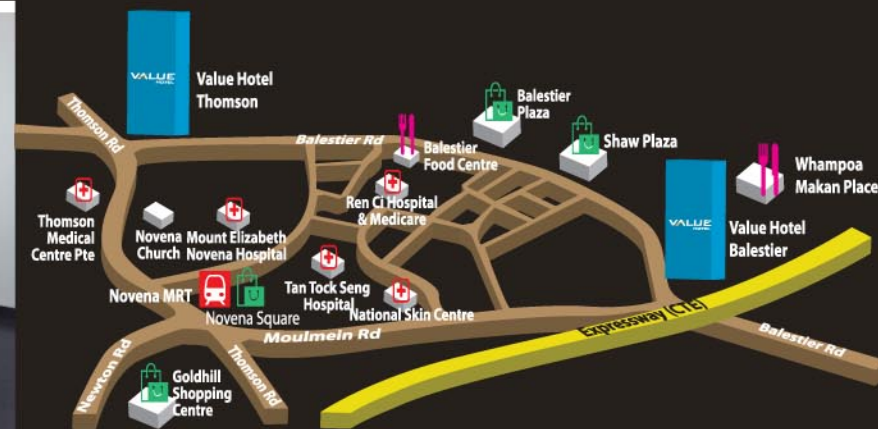 VALUE
HOTEL
Value Hotel
Thomson
Thomson Rd
Balestier Rd
Balestier
Food Centre
Balestier
Plaza
Shaw Plaza
Whampoa
Makan Place
VALUE
HOTEL
Value Hotel
Balestier
Thomson
Medical
Centre Pte
Novena
Church
Mount Elizabeth
Novena Hospital
Ren Ci Hospital
& Medicare
Tan Tock Seng
Hospital
National Skin Centre
Novena MRT
Novena Square
Moulmein Rd
Expressway (CTE)
Balestier Rd
Newton Rd
Thomson Rd
Goldhill
Shopping
Centre